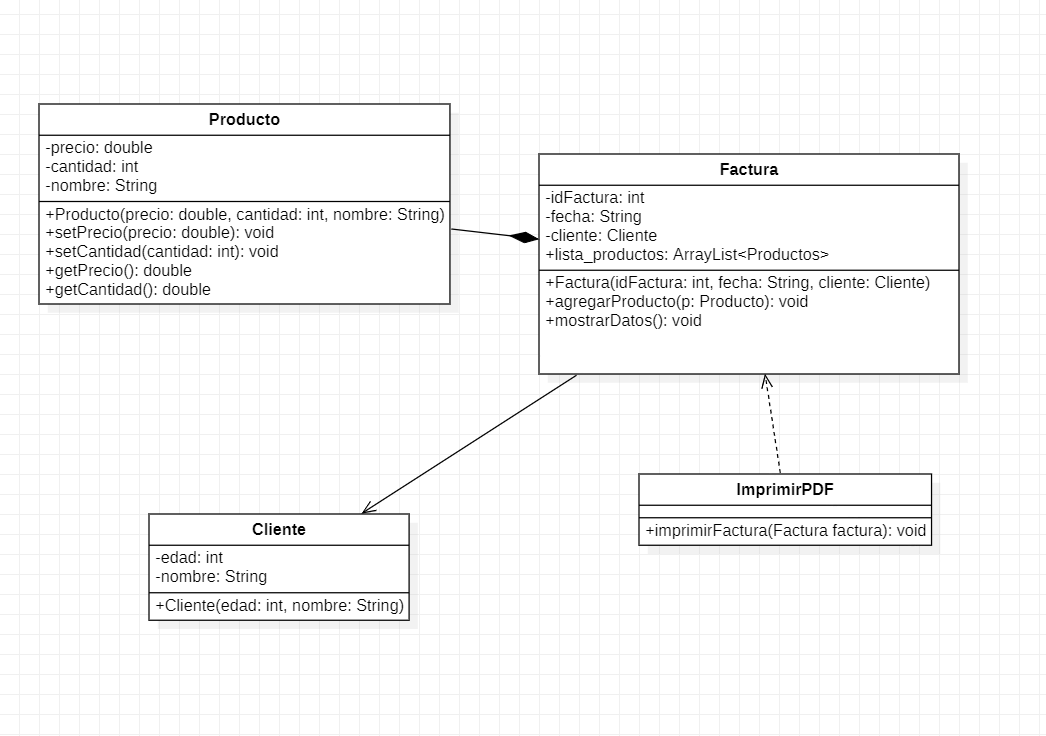 Producto
-precio: double
-cantidad: int
-nombre: String
+Producto(precio: double, cantidad: int, nombre: String)
+setPrecio(precio: double): void
+setCantidad(cantidad: int): void
+getPrecio(): double
+getCantidad(): double
Factura
-idFactura: int
-fecha: String
-cliente: Cliente
+lista_productos: ArrayList<Productos>
+Factura(idFactura: int, fecha: String, cliente: Cliente)
+agregarProducto(p: Producto): void
+mostrarDatos(): void
Cliente
-edad: int
-nombre: String
+Cliente(edad: int, nombre: String)
ImprimirPDF
+imprimirFactura(Factura factura): void